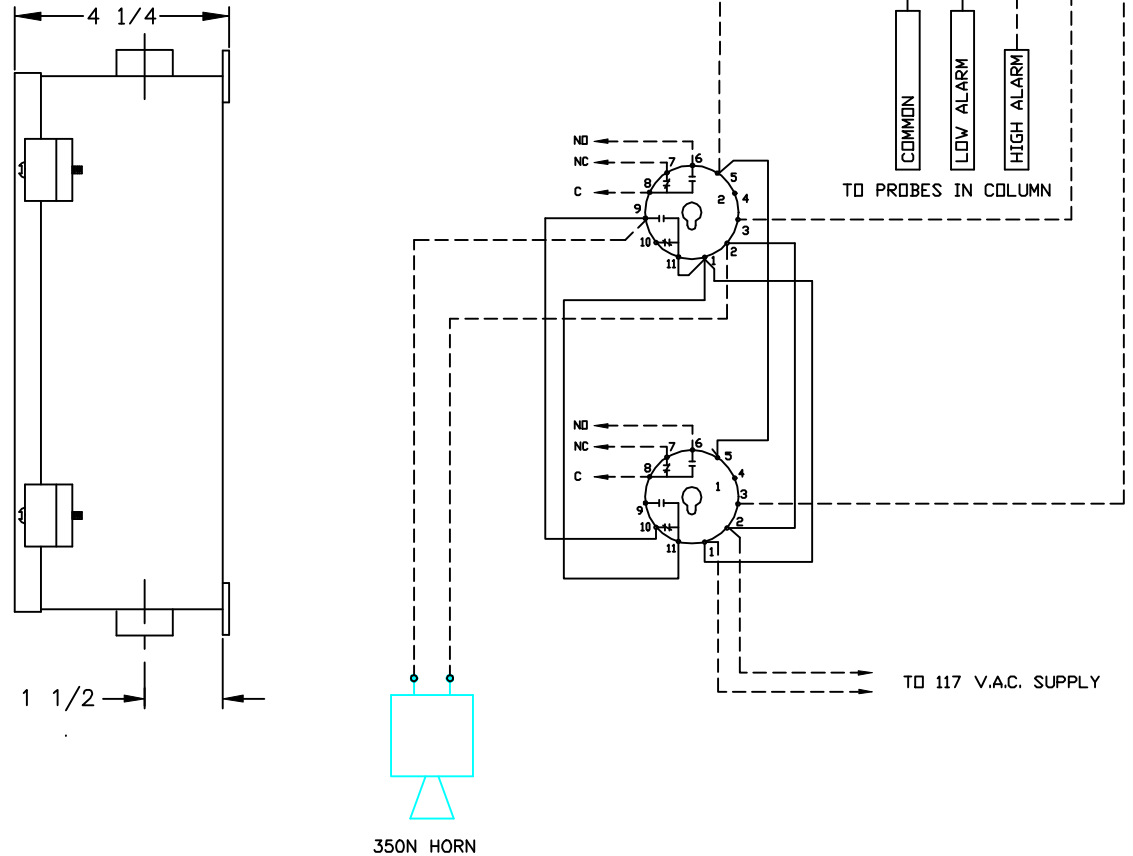 4 1/4
1 1/2
COMMON
LOW ALARM
HIGH ALARM
TO PROBES IN COLUMN
NO
NC
C
6
7
5
8
2
4
9
3
10
2
11
1
NO
NC
C
6
7
5
8
4
1
3
9
2
10
11
1
TO 117 V.A.C. SUPPLY
350N HORN